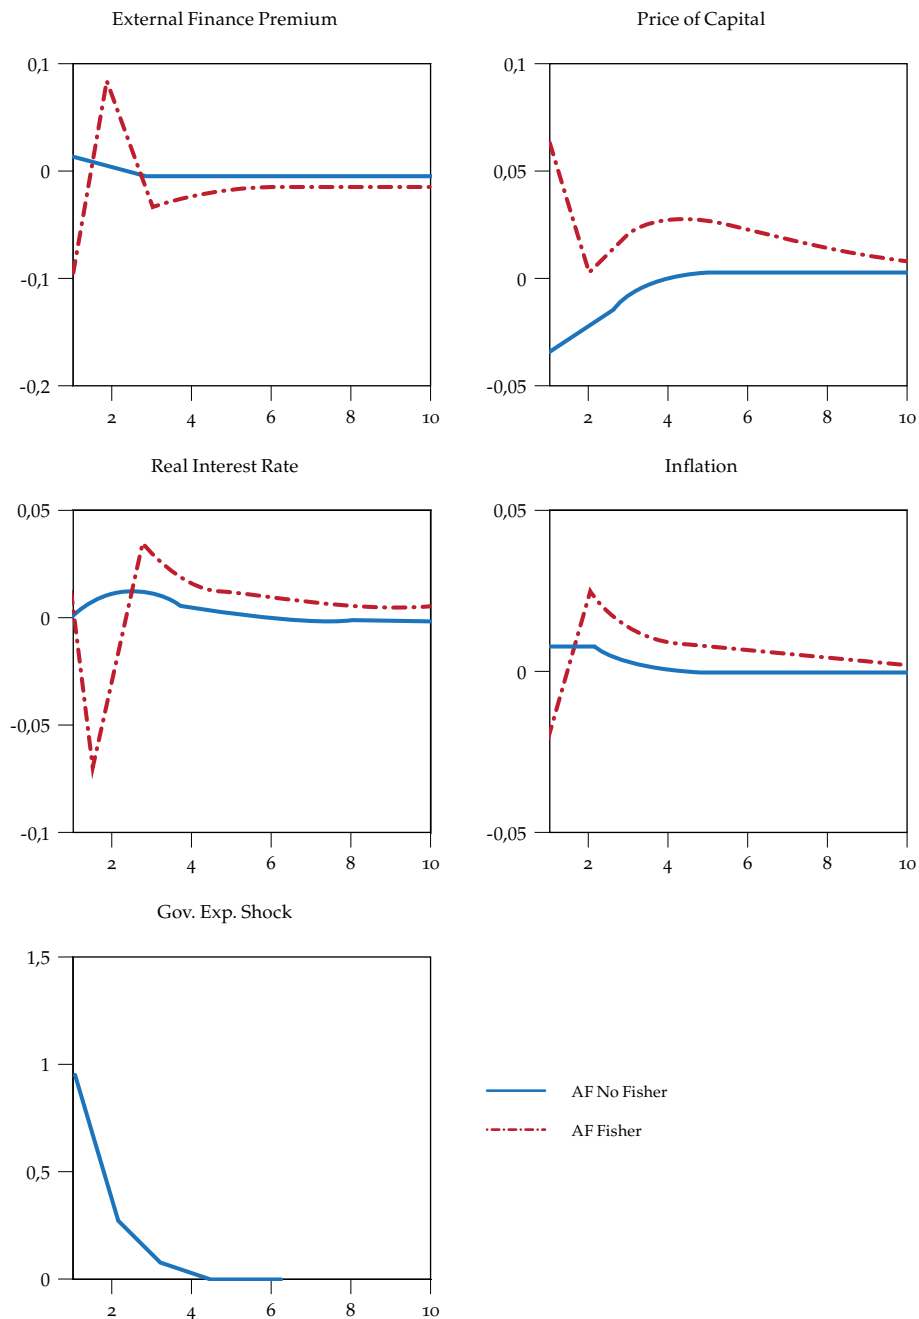 External Finance Premium
0,1
0
-0,1
-0,2
2 4 6 8 10
Price of Capital
0,1
0,05
0
-0,05
2 4 6 8 10
Real Interest Rate
0,05
0
-0,05
-0,1
2 4 6 8 10
Inflation
0,05
0
-0,05
2 4 6 8 10
Gov. Exp. Shock
1,5
1
0,5
0
2 4 6 8 10
AF No Fisher
AF Fisher